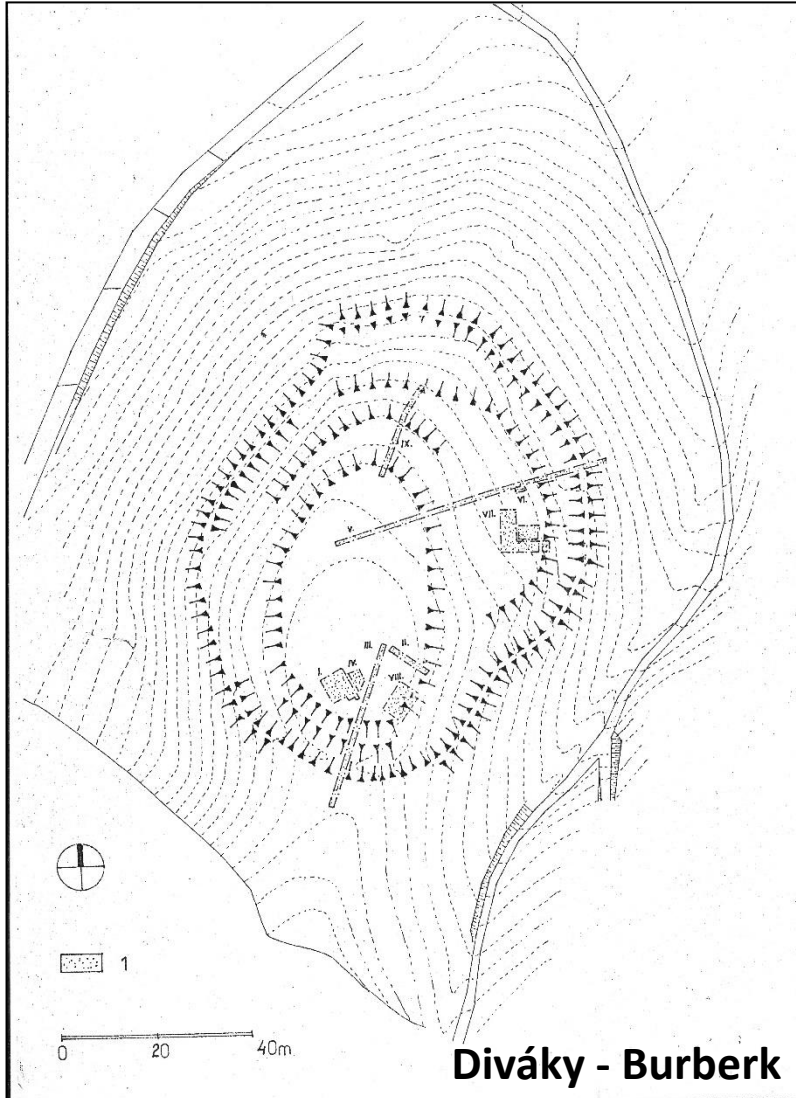 IX.
V.
VI.
VII.
III.
II.
I.
IV.
VIII.
1
0 20 40m
Diváky - Burberk